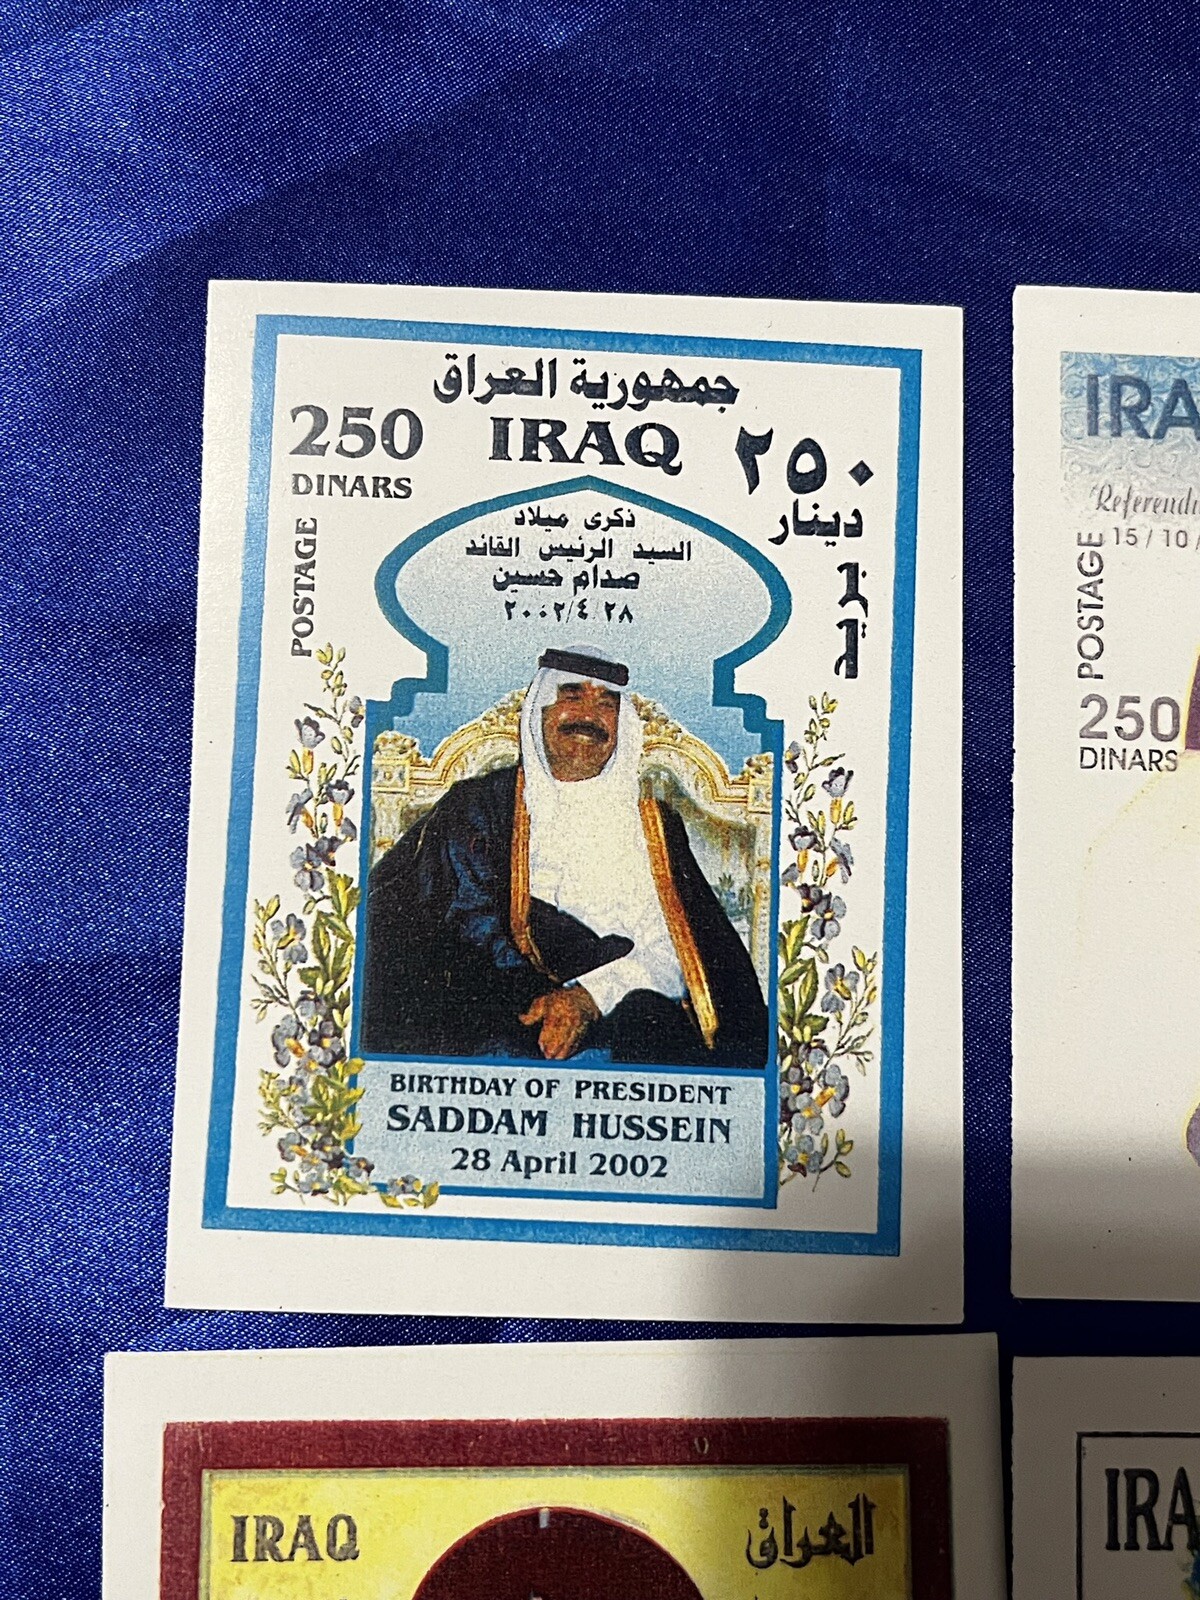 جمهورية العراق
250
IRAQ
٢٥٠
DINARS
دينار
POSTAGE
بريد
ذكرى ميلاد
السيد الرئيس القائد
صدام حسين
٢٠٠٢/٤/٢٨
BIRTHDAY OF PRESIDENT
SADDAM HUSSEIN
28 April 2002
IRA
15 / 10 /
POSTAGE
250
DINARS
IRAQ
العراق
IRA